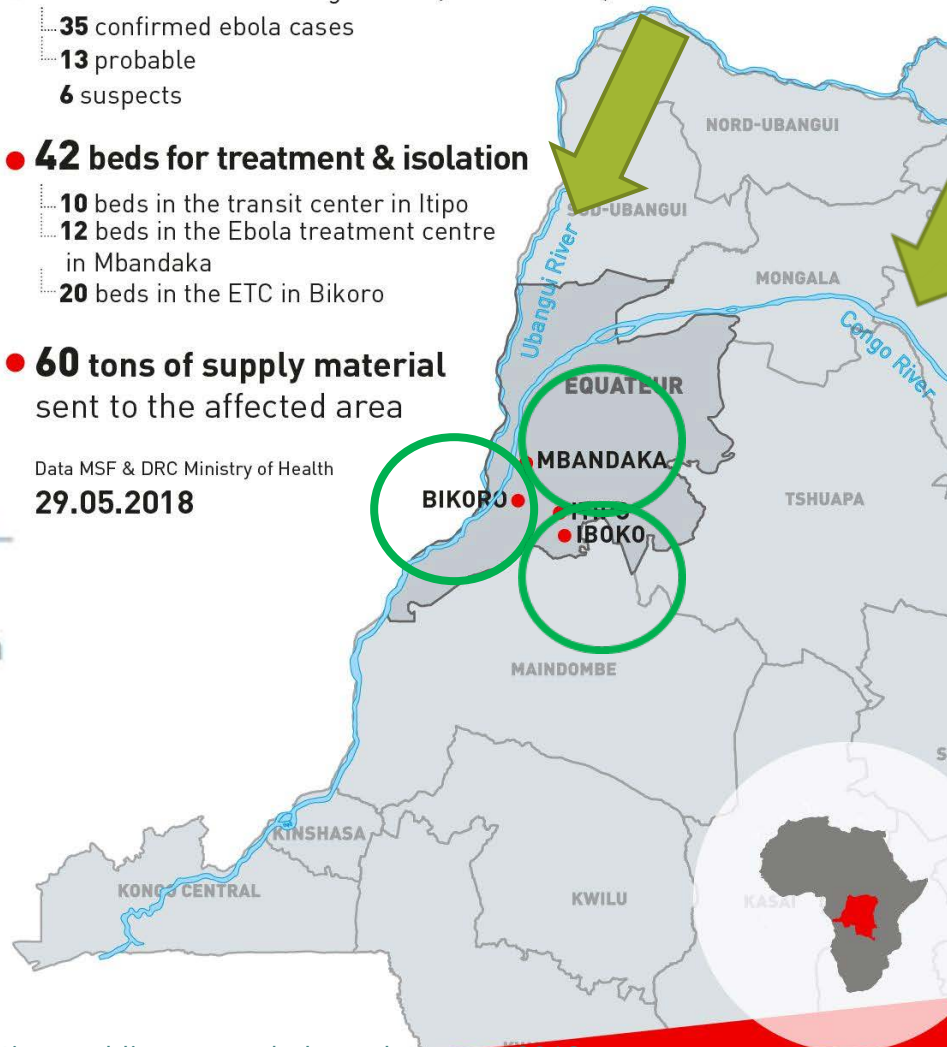 35 confirmed ebola cases
13 probable
6 suspects
42 beds for treatment & isolation
10 beds in the transit center in Itipo
12 beds in the Ebola treatment centre
in Mbandaka
20 beds in the ETC in Bikoro
60 tons of supply material
sent to the affected area
Data MSF & DRC Ministry of Health
29.05.2018
NORD-UBANGUI
SUD-UBANGUI
Ubangui River
MONGALA
Congo River
EQUATEUR
MBANDAKA
BIKORO
ITIPO
IBOKO
TSHUAPA
MAINDOMBE
KINSHASA
KONGO CENTRAL
KWILU
KASAI